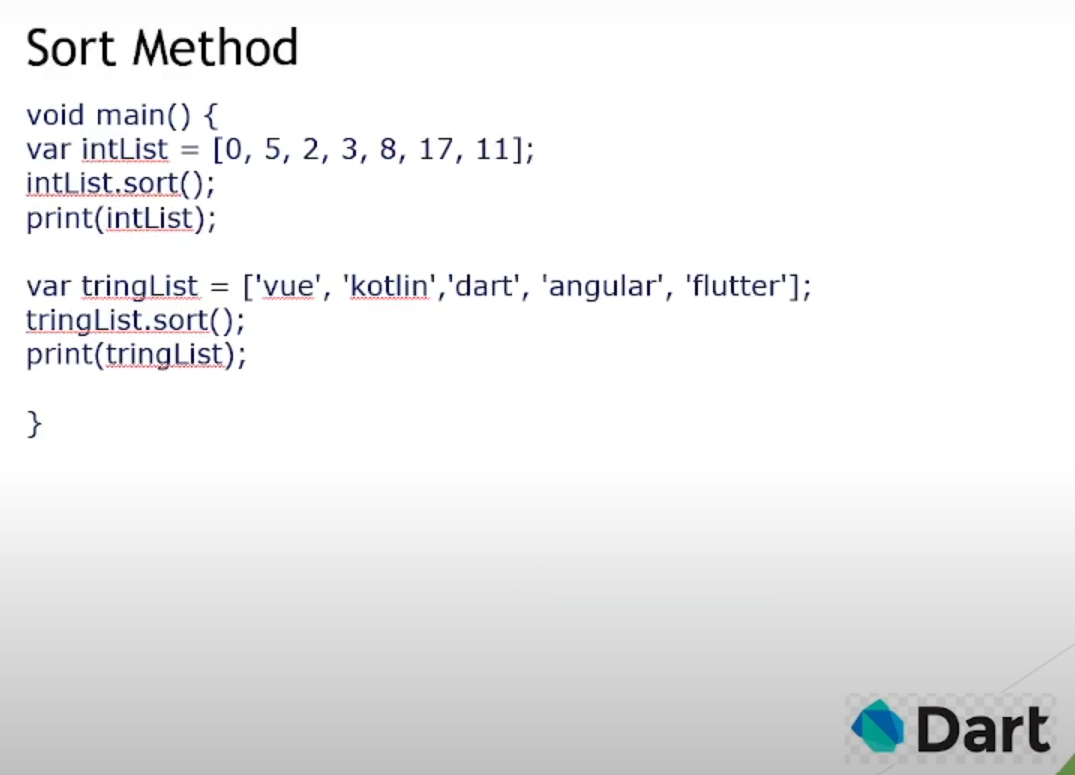 Sort Method
void main() {
var intList = [0, 5, 2, 3, 8, 17, 11];
intList.sort();
print(intList);
var tringList = ['vue', 'kotlin','dart', 'angular', 'flutter'];
tringList.sort();
print(tringList);
}
Dart